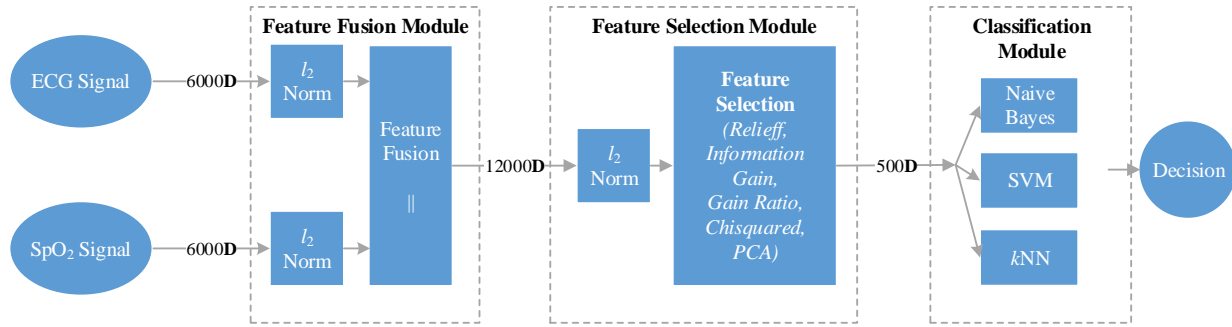 Feature Fusion Module
Feature Selection Module
Classification
Module
ECG Signal
6000D
l₂
Norm
SpO₂ Signal
6000D
l₂
Norm
Feature
Fusion
||
12000D
l₂
Norm
Feature
Selection
(Relieff,
Information
Gain,
Gain Ratio,
Chisquared,
PCA)
500D
Naive
Bayes
SVM
kNN
Decision